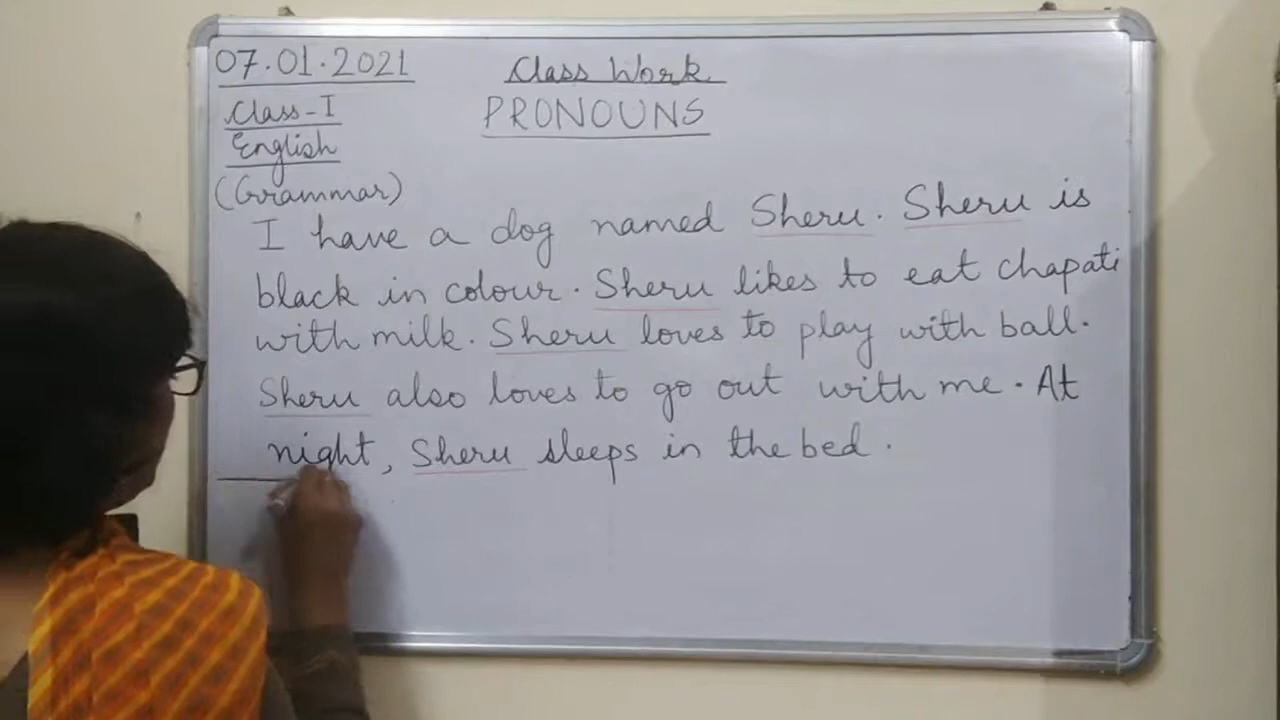 07.01.2021
Class Work
Class-I
PRONOUNS
English
(Grammar)
I have a dog named Sheru. Sheru is
black in colour. Sheru likes to eat chapati
with milk. Sheru loves to play with ball.
Sheru also loves to go out with me. At
night, Sheru sleeps in the bed.